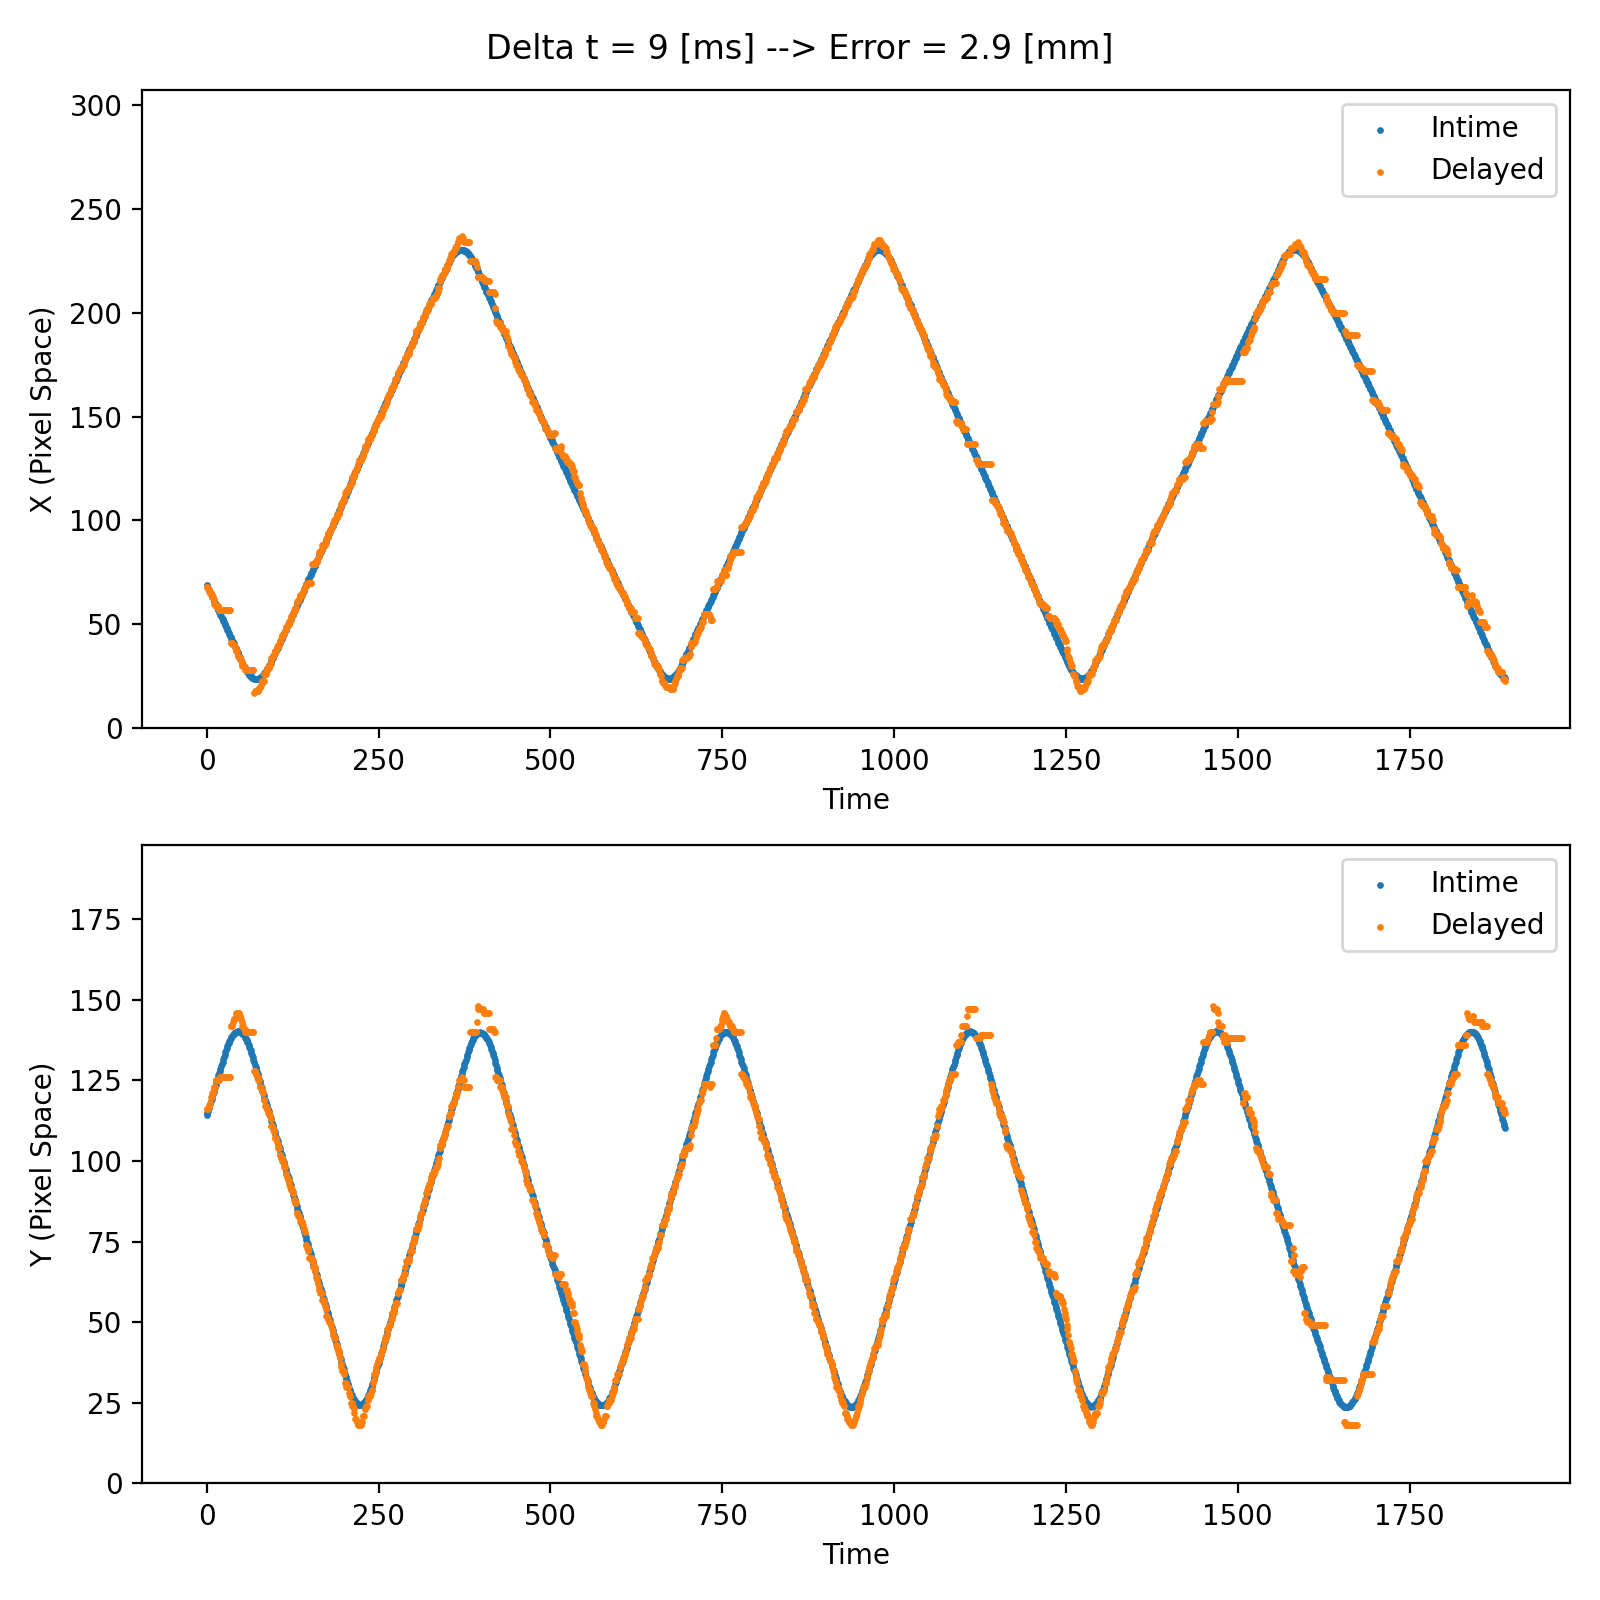 Delta t = 9 [ms] --> Error = 2.9 [mm]
300
250
200
150
100
50
0
X (Pixel Space)
Intime
Delayed
0 250 500 750 1000 1250 1500 1750
Time
175
150
125
100
75
50
25
0
Y (Pixel Space)
Intime
Delayed
0 250 500 750 1000 1250 1500 1750
Time